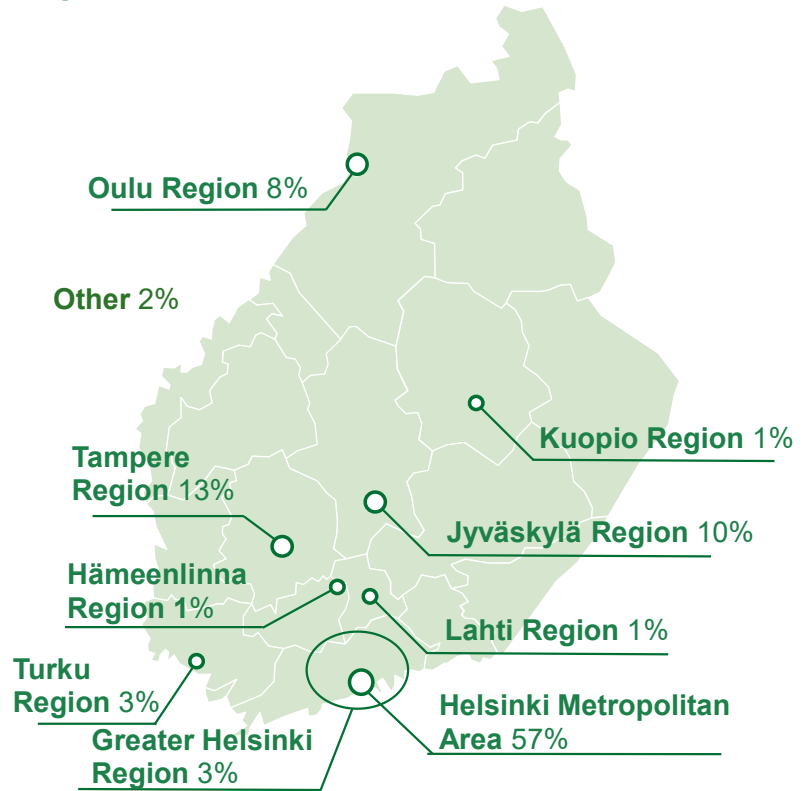 Oulu Region 8%
Other 2%
Kuopio Region 1%
Tampere
Region 13%
Jyväskylä Region 10%
Hämeenlinna
Region 1%
Lahti Region 1%
Turku
Region 3%
Helsinki Metropolitan
Area 57%
Greater Helsinki
Region 3%